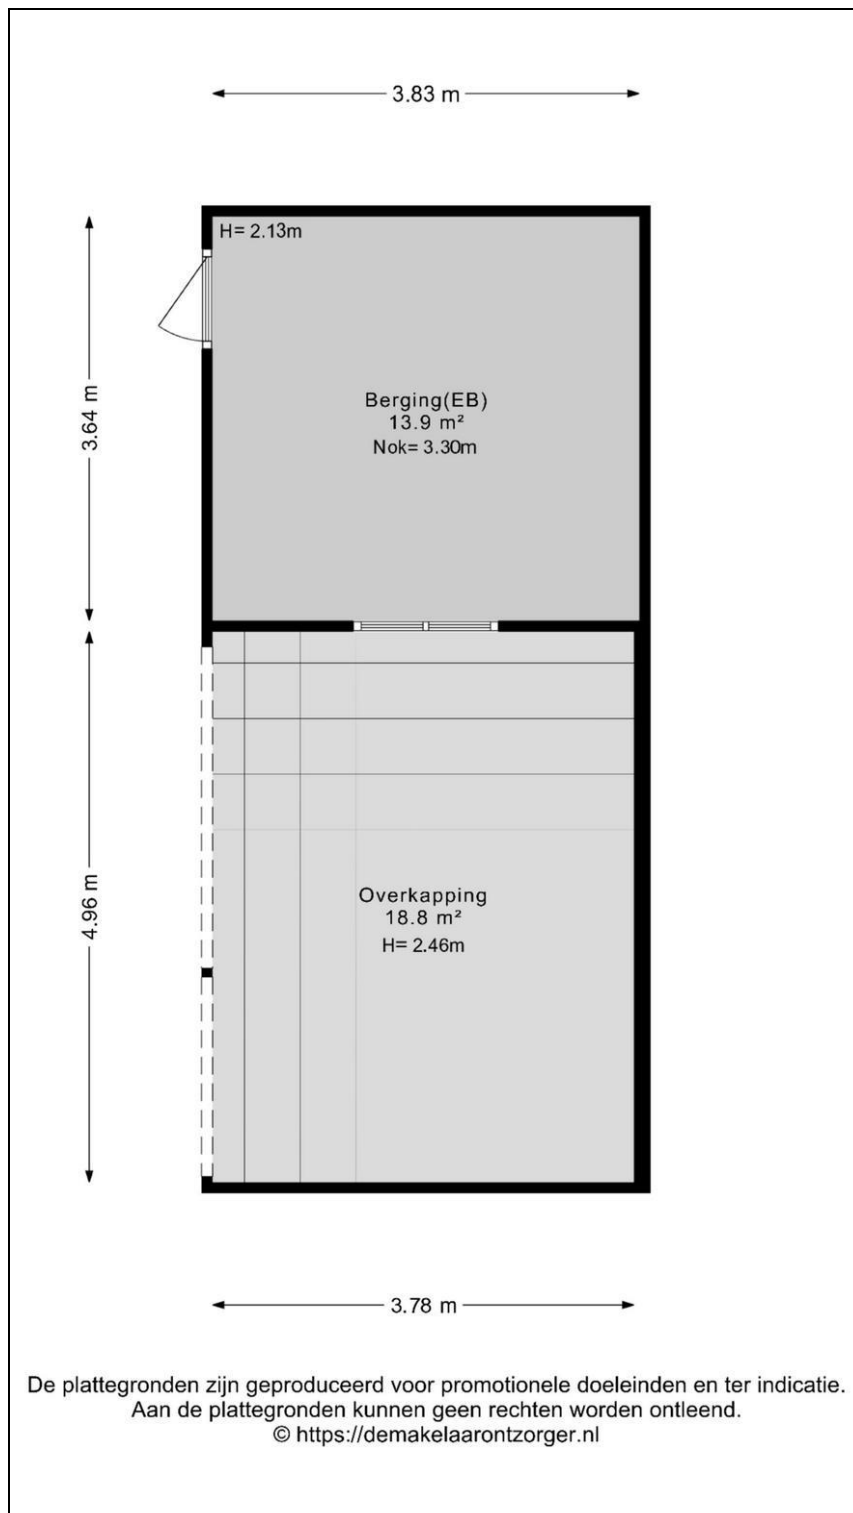 3.83 m
H= 2.13m
3.64 m
Berging(EB)
13.9 m²
Nok= 3.30m
4.96 m
Overkapping
18.8 m²
H= 2.46m
3.78 m
De plattegronden zijn geproduceerd voor promotionele doeleinden en ter indicatie.
Aan de plattegronden kunnen geen rechten worden ontleend.
© https://demakelaarontzorger.nl